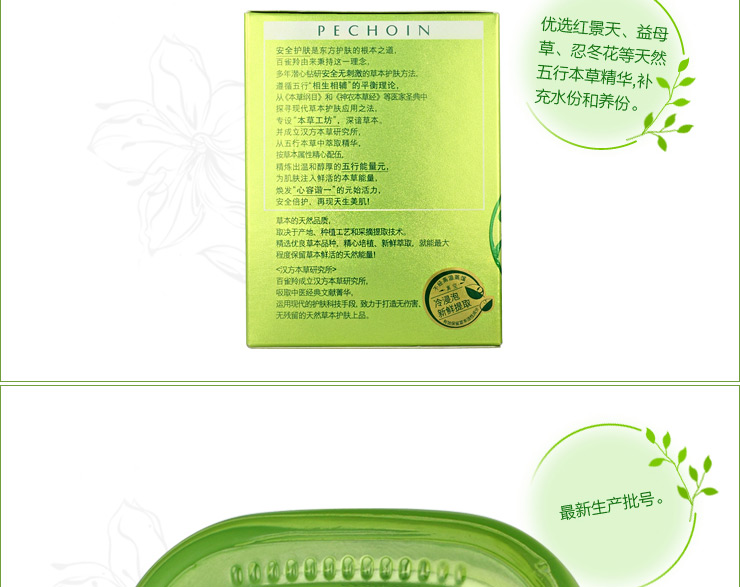 PECHOIN
安全护肤是东方护肤的根本之道,
百雀羚由来秉持这一理念。
多年潜心钻研安全无刺激的草本护肤方法。
遵循五行"相生相辅"的平衡理论,
从《本草纲目》和《神农本草经》等医家圣典中
探寻现代草本护肤应用之法。
专设"本草工坊",深谙草本。
并成立汉方本草研究所,
从五行本草中萃取精华,
按草本属性精心配伍,
精炼出温和醇厚的五行能量元,
为肌肤注入鲜活的本草能量,
焕发"心容谐一"的元始活力,
安全倍护,再现天生美肌!
草本的天然品质,
取决于产地、种植工艺和采摘提取技术。
精选优良草本品种,精心培植、新鲜萃取,就能最大
程度保留草本鲜活的天然能量!
<汉方本草研究所>
百雀羚成立汉方本草研究所,
吸取中医经典文献菁华,
运用现代的护肤科技手段,致力于打造无伤害,
无残留的天然草本护肤上品。
冷浸泡
新鲜提取
优选红景天、益母
草、忍冬花等天然
五行本草精华,补
充水份和养份。
最新生产批号。